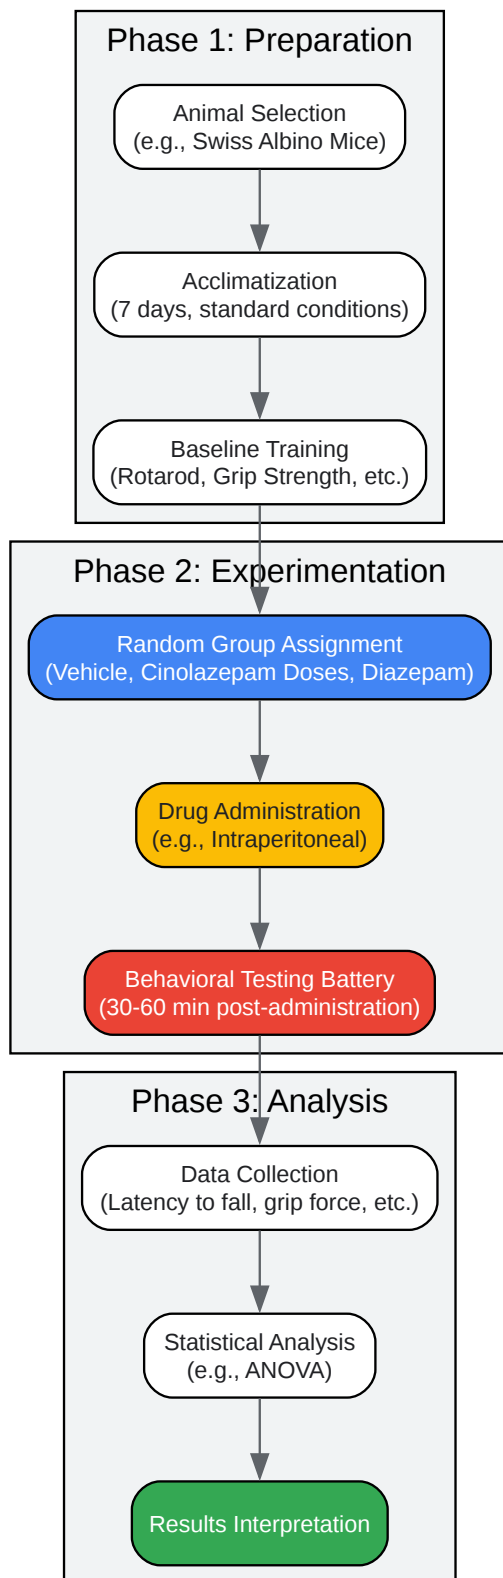 Phase 1: Preparation
Animal Selection
(e.g., Swiss Albino Mice)
Acclimatization
(7 days, standard conditions)
Baseline Training
(Rotarod, Grip Strength, etc.)
Phase 2: Experimentation
Random Group Assignment
(Vehicle, Cinolazepam Doses, Diazepam)
Drug Administration
(e.g., Intraperitoneal)
Behavioral Testing Battery
(30-60 min post-administration)
Phase 3: Analysis
Data Collection
(Latency to fall, grip force, etc.)
Statistical Analysis
(e.g., ANOVA)
Results Interpretation